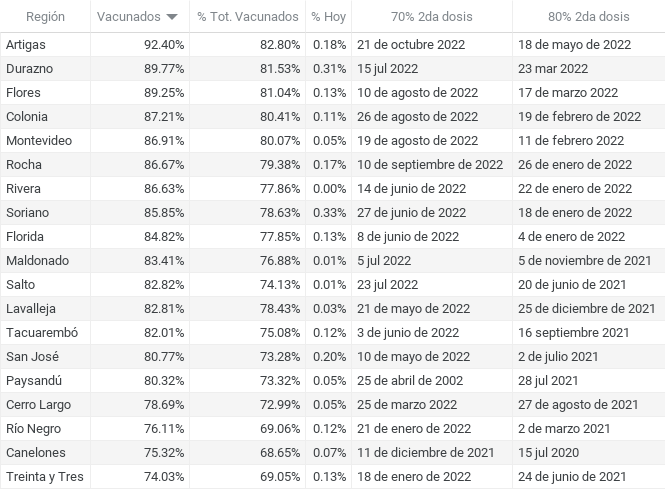 Región Vacunados % Tot. Vacunados % Hoy 70% 2da dosis 80% 2da dosis
Artigas 92.40% 82.80% 0.18% 21 de octubre 2022 18 de mayo de 2022
Durazno 89.77% 81.53% 0.31% 15 jul 2022 23 mar 2022
Flores 89.25% 81.04% 0.13% 10 de agosto de 2022 17 de marzo 2022
Colonia 87.21% 80.41% 0.11% 26 de agosto de 2022 19 de febrero de 2022
Montevideo 86.91% 80.07% 0.05% 19 de agosto de 2022 11 de febrero 2022
Rocha 86.67% 79.38% 0.17% 10 de septiembre de 2022 26 de enero de 2022
Rivera 86.63% 77.86% 0.00% 14 de junio de 2022 22 de enero de 2022
Soriano 85.85% 78.63% 0.33% 27 de junio de 2022 18 de enero de 2022
Florida 84.82% 77.85% 0.13% 8 de junio de 2022 4 de enero de 2022
Maldonado 83.41% 76.88% 0.01% 5 jul 2022 5 de noviembre de 2021
Salto 82.82% 74.13% 0.01% 23 jul 2022 20 de junio de 2021
Lavalleja 82.81% 78.43% 0.03% 21 de mayo de 2022 25 de diciembre de 2021
Tacuarembó 82.01% 75.08% 0.12% 3 de junio de 2022 16 septiembre 2021
San José 80.77% 73.28% 0.20% 10 de mayo de 2022 2 de julio 2021
Paysandú 80.32% 73.32% 0.05% 25 de abril de 2002 28 jul 2021
Cerro Largo 78.69% 72.99% 0.05% 25 de marzo de 2022 27 de agosto de 2021
Río Negro 76.11% 69.06% 0.12% 21 de enero de 2022 2 de marzo 2021
Canelones 75.32% 68.65% 0.07% 11 de diciembre de 2021 15 jul 2020
Treinta y Tres 74.03% 69.05% 0.13% 18 de enero de 2022 24 de junio de 2021